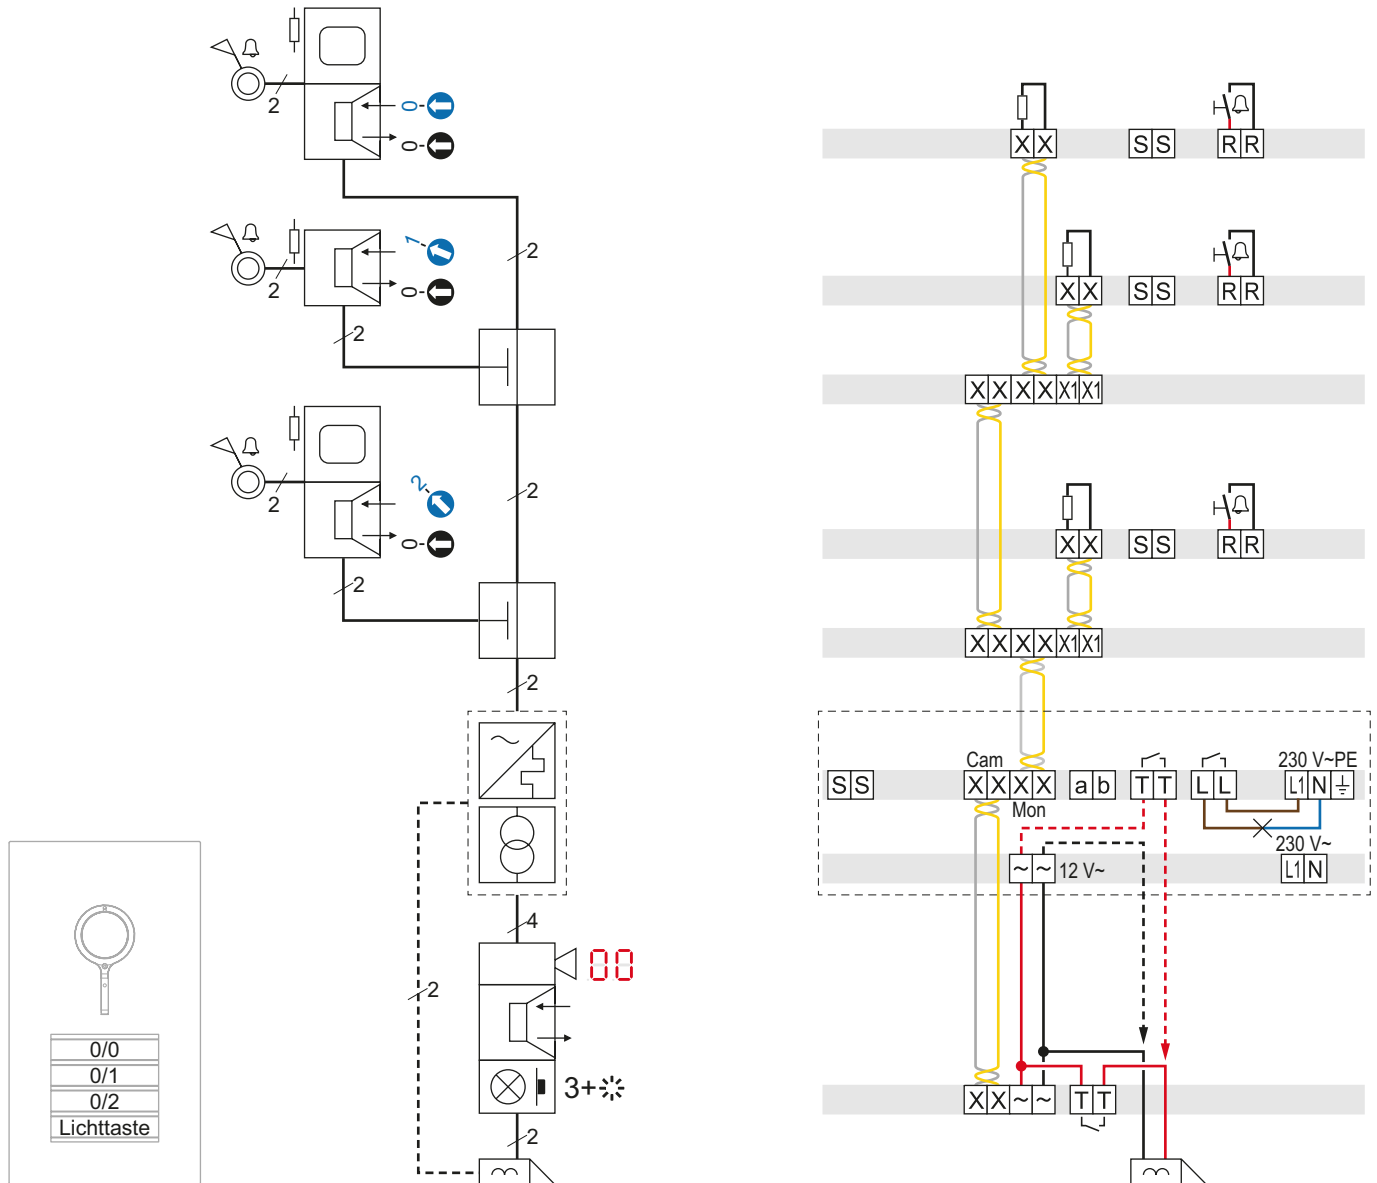 2
0
0
2
1
0
2
2
2
2
0
2
2
2
4
00
2
3+
2
0/0
0/1
0/2
Lichttaste
X X S S R R
X X S S R R
X X X X X1 X1
X X S S R R
X X X X X1 X1
Cam 230 V~PE
S S X X X X a b T T L L L1 N
Mon
230 V~
~ ~ 12 V~ L1 N
X X ~ ~ T T